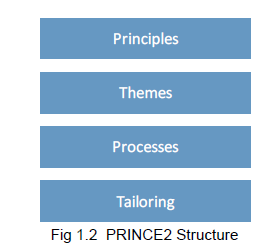 Principles
Themes
Processes
Tailoring
Fig 1.2 PRINCE2 Structure